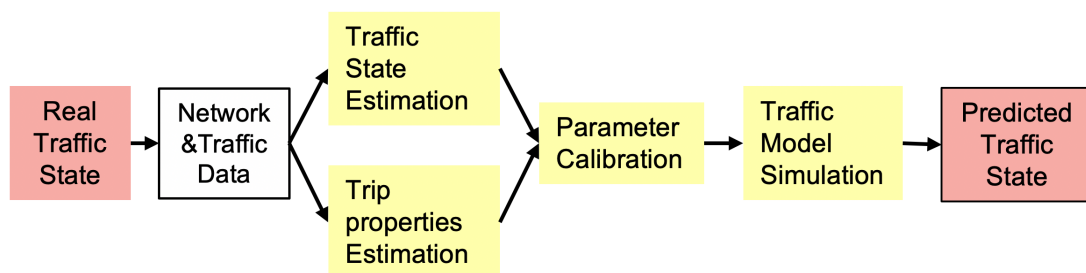 Real
Traffic
State
Network
&Traffic
Data
Traffic
State
Estimation
Trip
properties
Estimation
Parameter
Calibration
Traffic
Model
Simulation
Predicted
Traffic
State